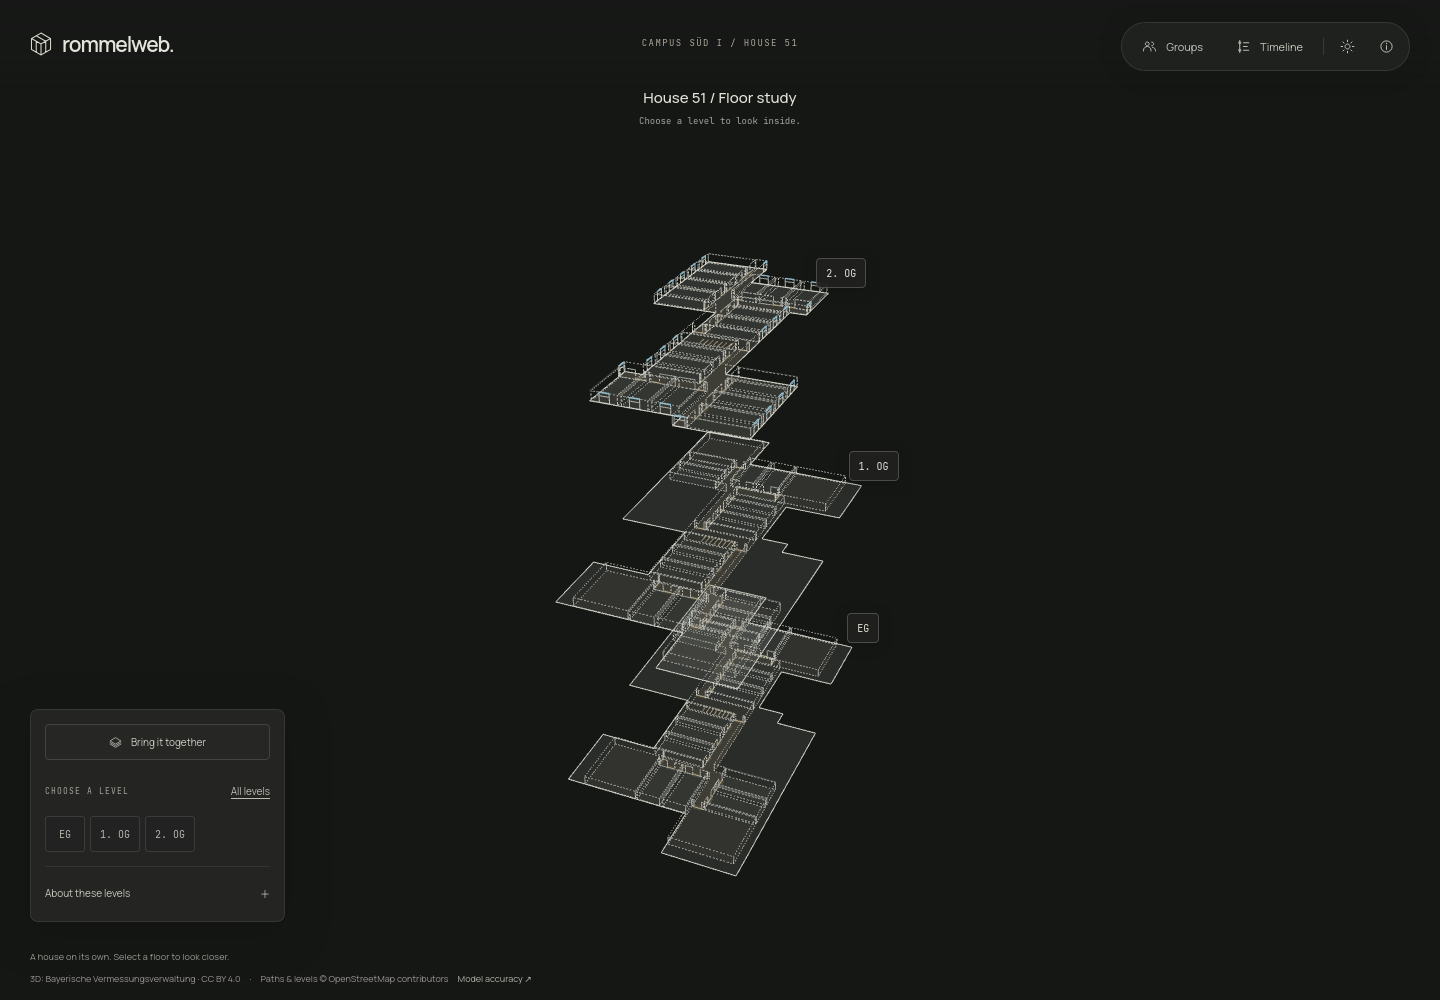 rommelweb.
CAMPUS SÜD I / HOUSE 51
Groups
Timeline
House 51 / Floor study
Choose a level to look inside.
2. OG
1. OG
EG
Bring it together
CHOOSE A LEVEL
All levels
EG
1. OG
2. OG
About these levels
+
A house on its own. Select a floor to look closer.
3D: Bayerische Vermessungsverwaltung · CC BY 4.0 · Paths & levels © OpenStreetMap contributors Model accuracy ↗